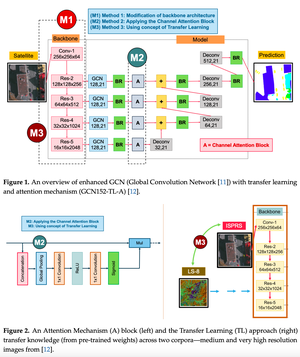 M1
(M1) Method 1: Modification of backbone architecture
(M2) Method 2: Applying the Channel Attention Block
(M3) Method 3: Using concept of Transfer Learning
Satellite
Backbone
Conv-1
256x256x64
Res-2
128x128x256
Res-3
64x64x512
Res-4
32x32x1024
Res-5
16x16x2048
M3
M2
Model
GCN
128,21
BR
A
+
Deconv
512,21
BR
GCN
128,21
BR
A
+
Deconv
128,21
BR
GCN
128,21
BR
A
+
Deconv
64,21
BR
GCN
128,21
BR
A
Deconv
32,21
Prediction
A = Channel Attention Block
Figure 1. An overview of enhanced GCN (Global Convolution Network [11]) with transfer learning
and attention mechanism (GCN152-TL-A) [12].
M2: Applying the Channel Attention Block
M3: Using concept of Transfer Learning
M2
Concatenation
Global Pooling
1x1 Convolution
ReLU
1x1 Convolution
Sigmoid
Mul
ISPRS
M3
LS-8
Backbone
Conv-1
256x256x64
Res-2
128x128x256
Res-3
64x64x512
Res-4
32x32x1024
Res-5
16x16x2048
Figure 2. An Attention Mechanism (A) block (left) and the Transfer Learning (TL) approach (right)
transfer knowledge (from pre-trained weights) across two corpora—medium and very high resolution
images from [12].